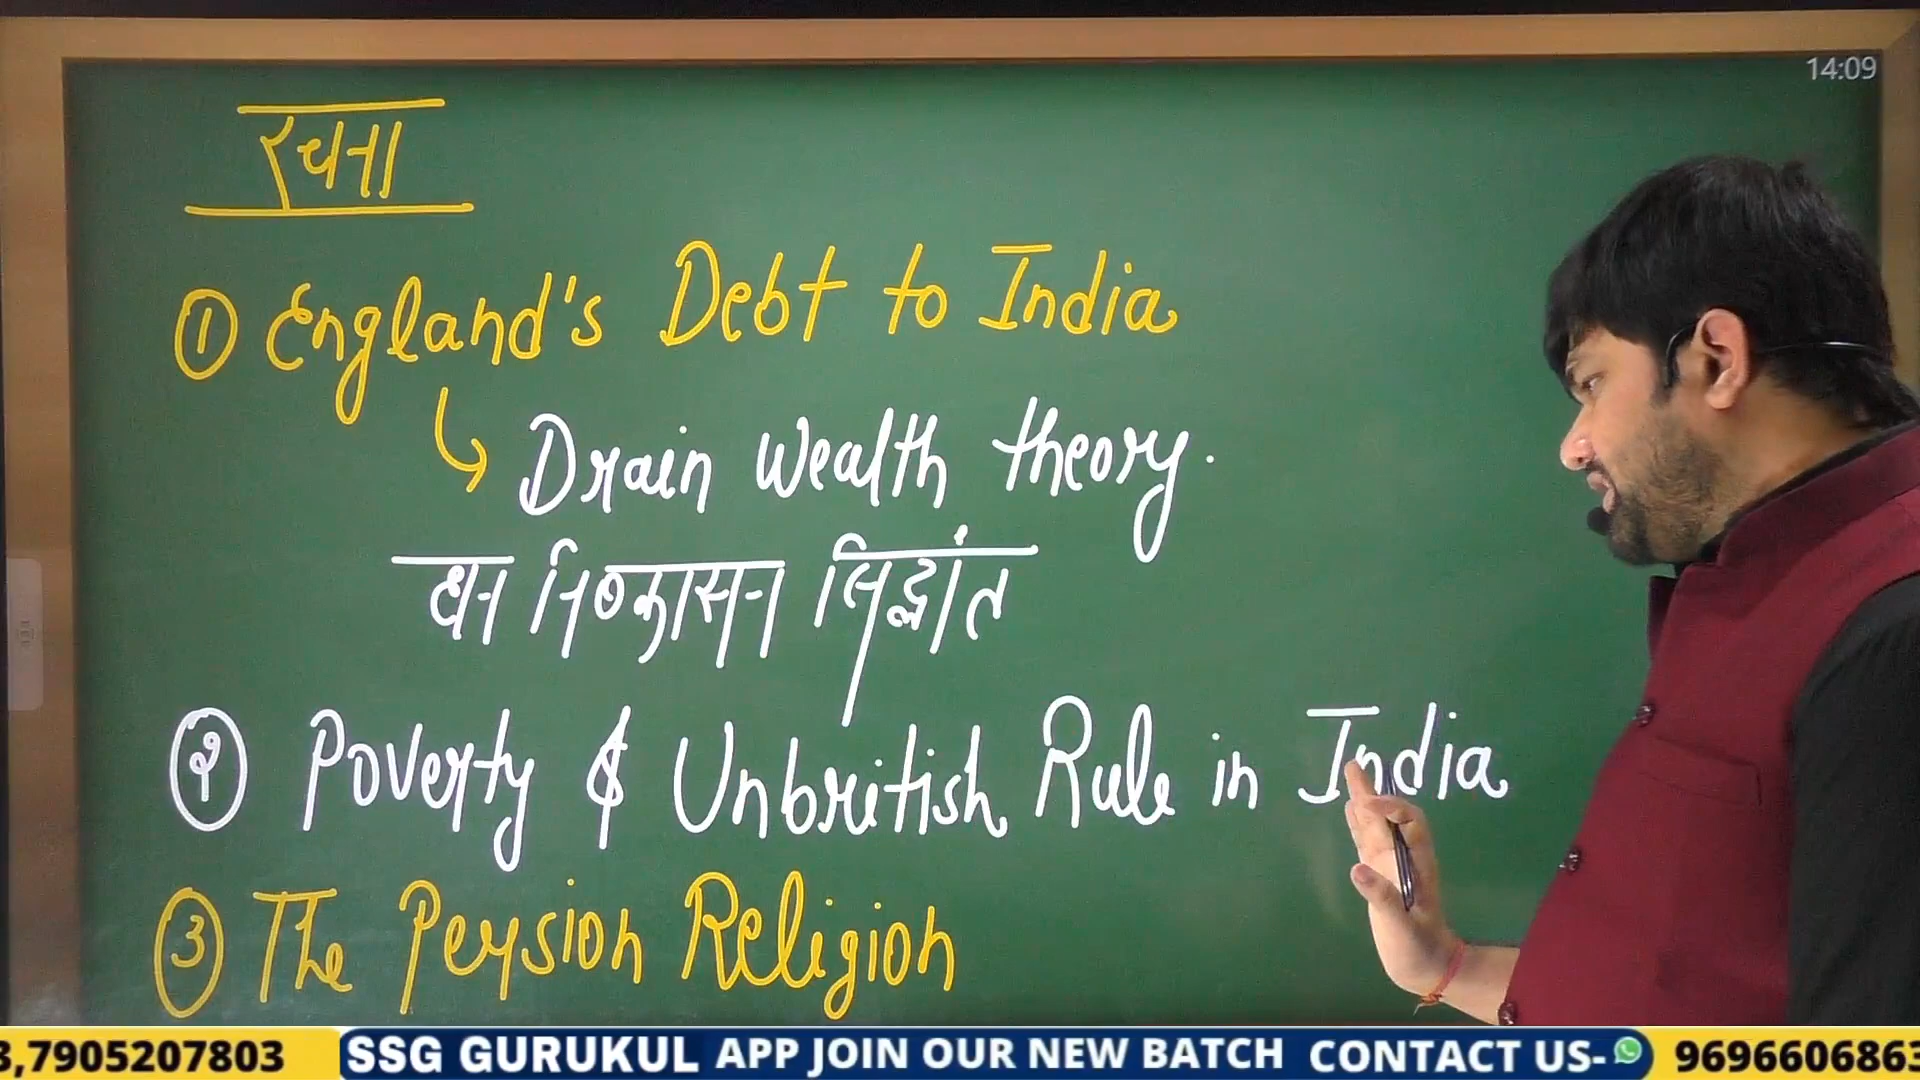 14:09
रचना
① England's Debt to India
Drain Wealth theory.
धन निष्कासन सिद्धांत
② Poverty & Unbritish Rule in India
③ The Persion Religion
3,7905207803 SSG GURUKUL APP JOIN OUR NEW BATCH CONTACT US- 9696606863